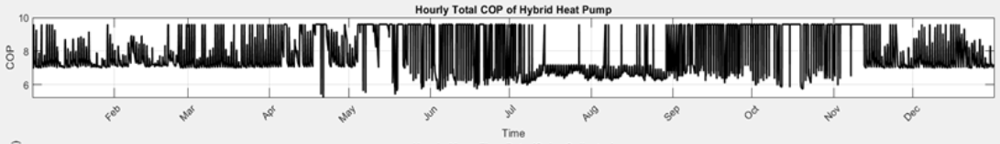 Hourly Total COP of Hybrid Heat Pump
10
8
6
COP
Feb
Mar
Apr
May
Jun
Jul
Aug
Sep
Oct
Nov
Dec
Time